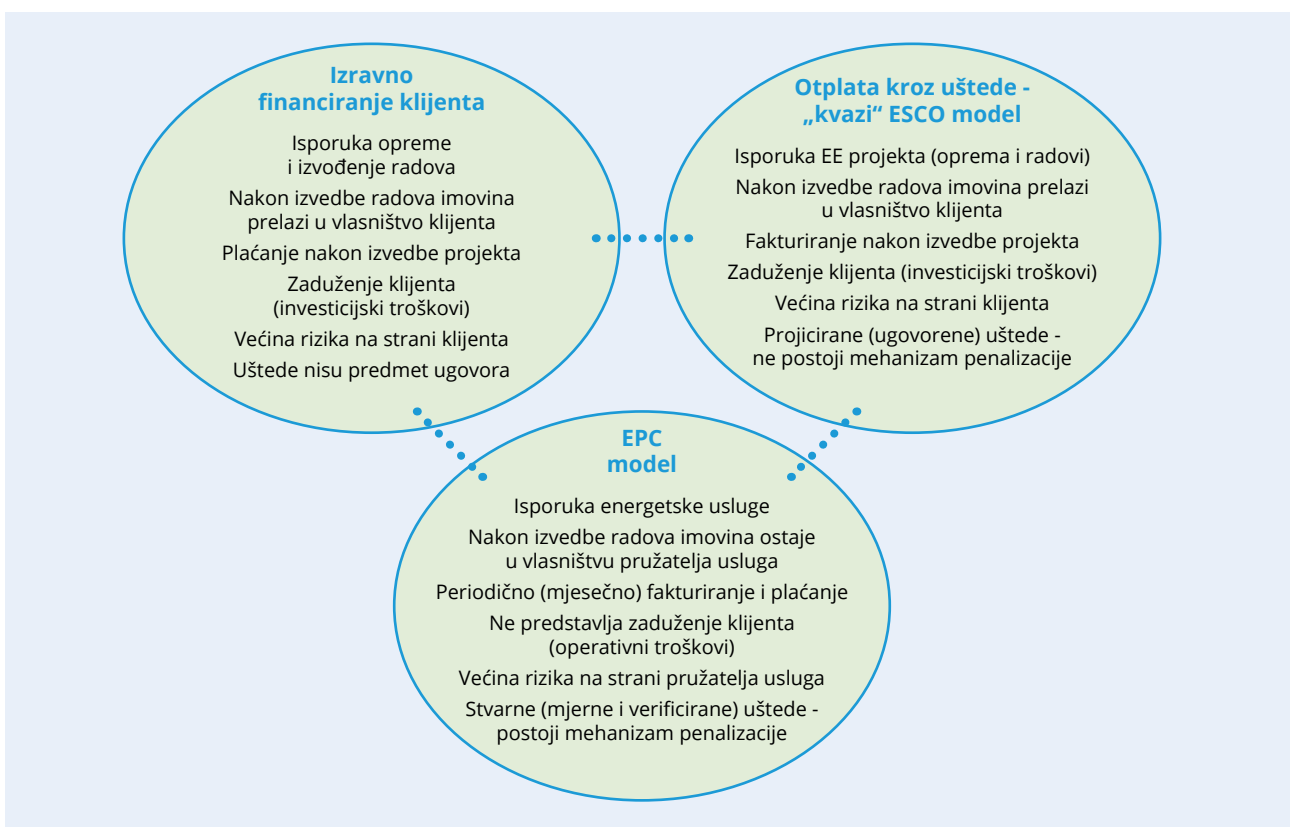 Izravno
financiranje klijenta
Isporuka opreme
i izvođenje radova
Nakon izvedbe radova imovina
prelazi u vlasništvo klijenta
Plaćanje nakon izvedbe projekta
Zaduženje klijenta
(investicijski troškovi)
Većina rizika na strani klijenta
Uštede nisu predmet ugovora
Otplata kroz uštede -
„kvazi“ ESCO model
Isporuka EE projekta (oprema i radovi)
Nakon izvedbe radova imovina prelazi
u vlasništvo klijenta
Fakturiranje nakon izvedbe projekta
Zaduženje klijenta (investicijski troškovi)
Većina rizika na strani klijenta
Projicirane (ugovorene) uštede -
ne postoji mehanizam penalizacije
EPC
model
Isporuka energetske usluge
Nakon izvedbe radova imovina ostaje
u vlasništvu pružatelja usluga
Periodično (mjesečno) fakturiranje i plaćanje
Ne predstavlja zaduženje klijenta
(operativni troškovi)
Većina rizika na strani pružatelja usluga
Stvarne (mjerne i verificirane) uštede -
postoji mehanizam penalizacije